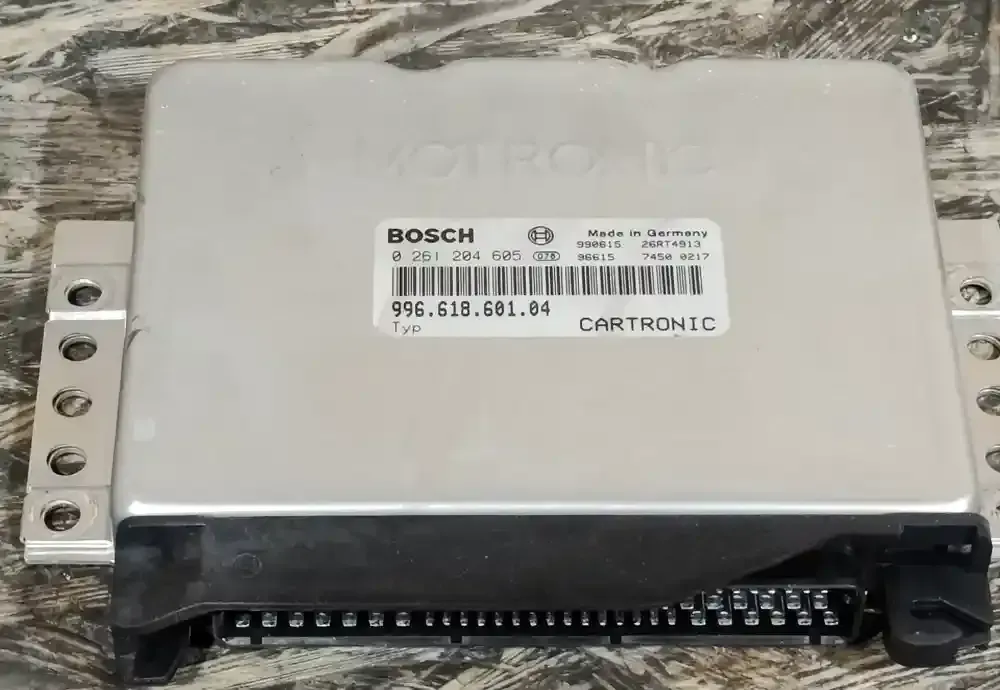 MOTRONIC
BOSCH Made in Germany
990615 26RT4913
0 261 204 605 078 96615 7450 0217
996.618.601.04
Typ CARTRONIC